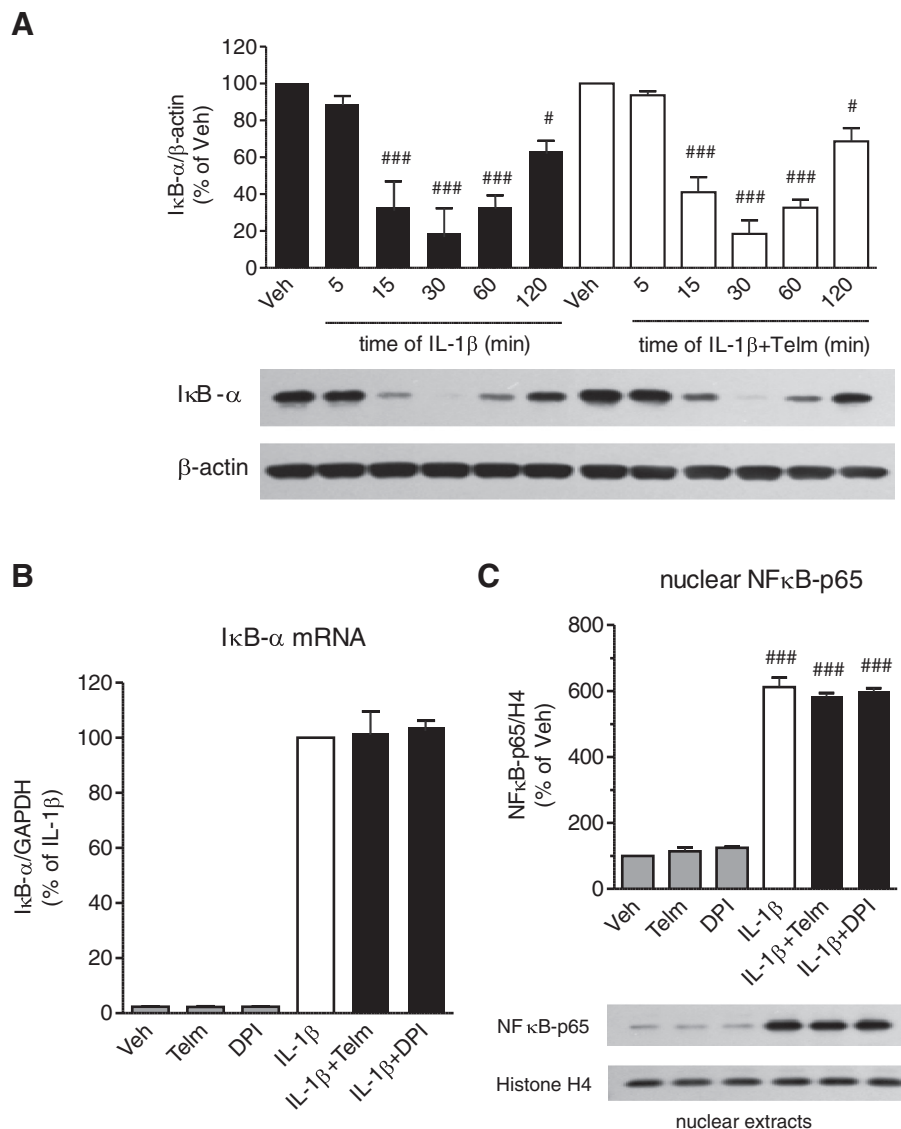 A
IκB-α/β-actin
(% of Veh)
120
100
80
60
40
20
0
###
###
###
#
###
###
###
#
Veh 5 15 30 60 120 Veh 5 15 30 60 120
time of IL-1β (min) time of IL-1β+Telm (min)
IκB-α
β-actin
B
IκB-α mRNA
IκB-α/GAPDH
(% of IL-1β)
120
100
80
60
40
20
0
Veh Telm DPI IL-1β IL-1β+Telm IL-1β+DPI
C
nuclear NFκB-p65
NFκB-p65/H4
(% of Veh)
800
600
400
200
0
### ### ###
Veh Telm DPI IL-1β IL-1β+Telm IL-1β+DPI
NFκB-p65
Histone H4
nuclear extracts